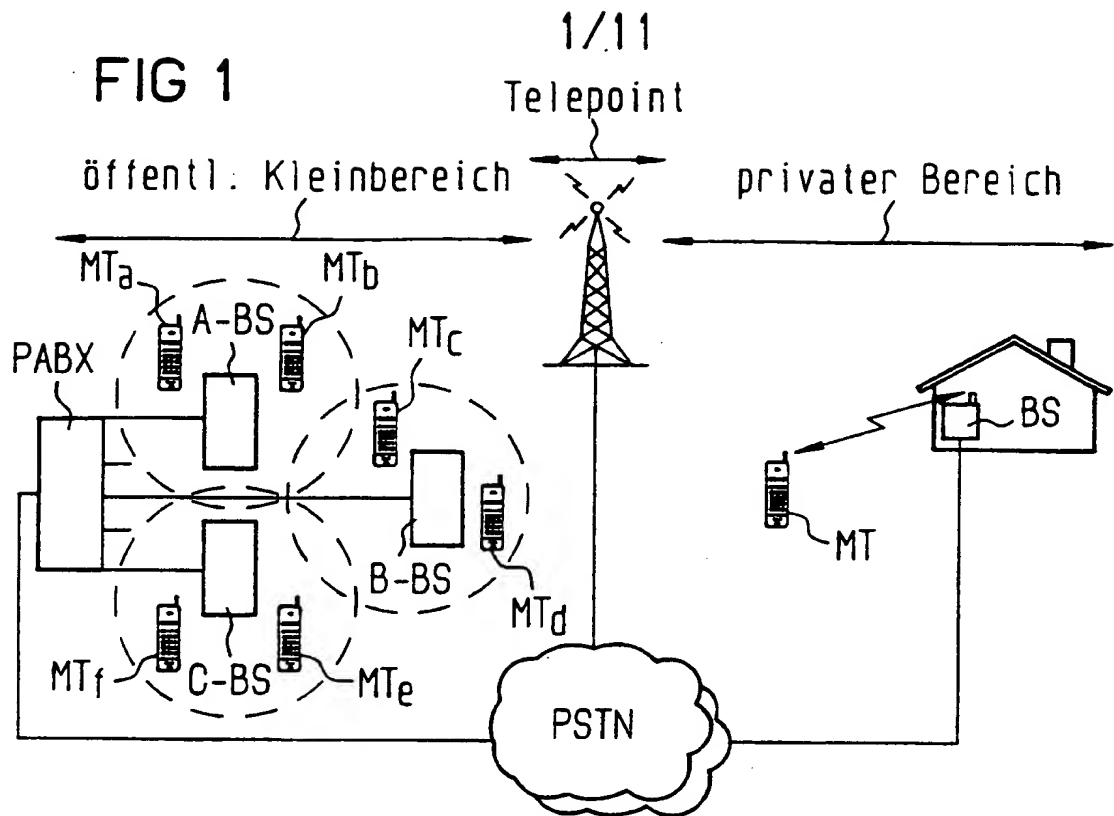 1/11
FIG 1
Telepoint
öffentl. Kleinbereich
privater Bereich
MTa
MTb
A-BS
MTc
PABX
BS
MT
B-BS
MTd
MTf
C-BS
MTe
PSTN